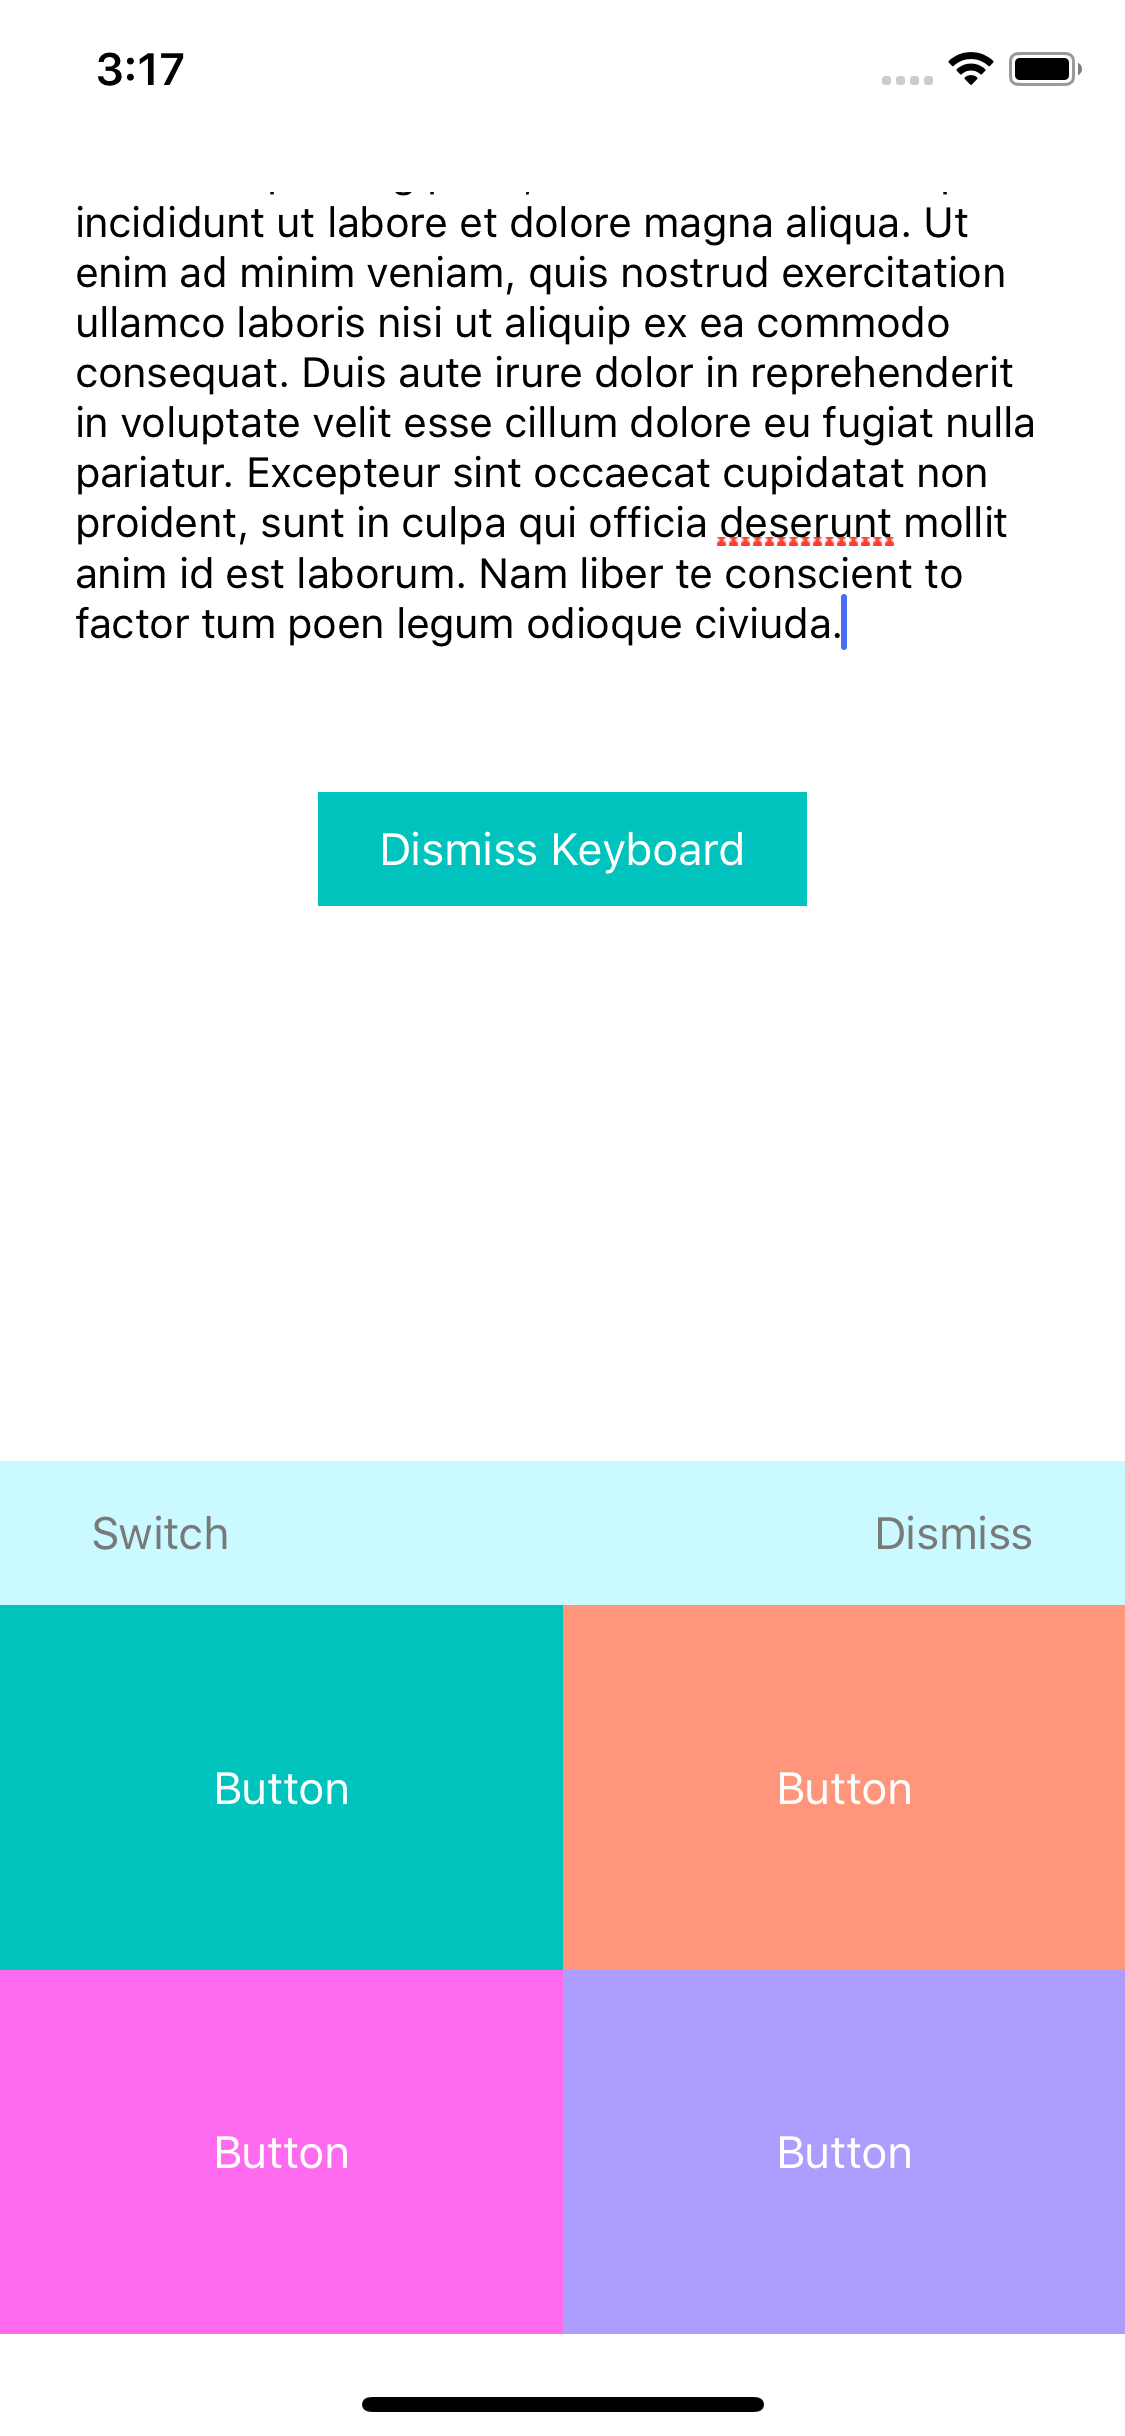 3:17
incididunt ut labore et dolore magna aliqua. Ut
enim ad minim veniam, quis nostrud exercitation
ullamco laboris nisi ut aliquip ex ea commodo
consequat. Duis aute irure dolor in reprehenderit
in voluptate velit esse cillum dolore eu fugiat nulla
pariatur. Excepteur sint occaecat cupidatat non
proident, sunt in culpa qui officia deserunt mollit
anim id est laborum. Nam liber te conscient to
factor tum poen legum odioque civiuda.
Dismiss Keyboard
Switch Dismiss
Button Button
Button Button